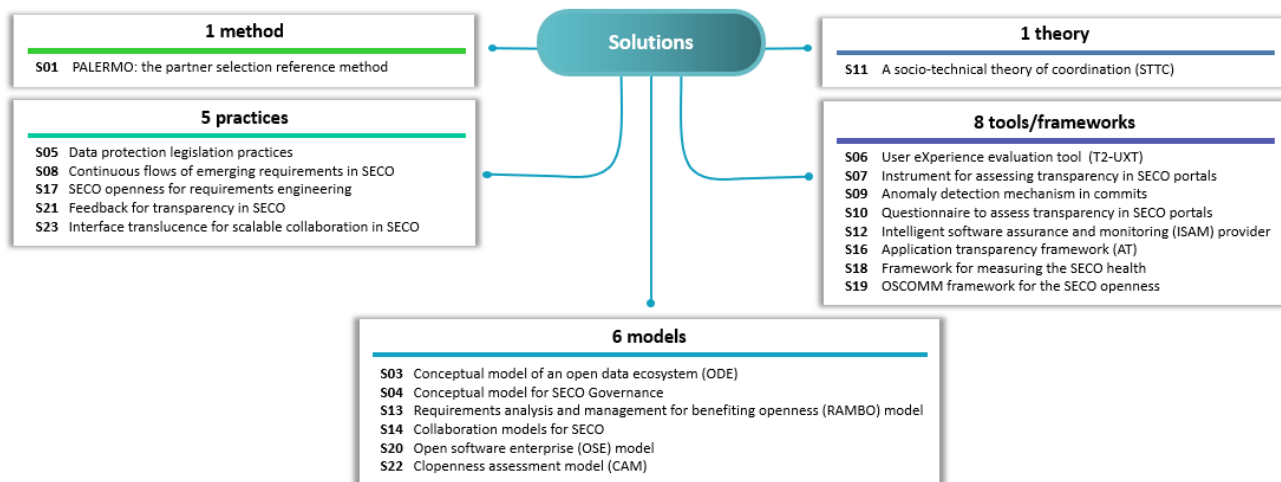 Solutions
1 method
S01 PALERMO: the partner selection reference method
1 theory
S11 A socio-technical theory of coordination (STTC)
5 practices
S05 Data protection legislation practices
S08 Continuous flows of emerging requirements in SECO
S17 SECO openness for requirements engineering
S21 Feedback for transparency in SECO
S23 Interface translucence for scalable collaboration in SECO
8 tools/frameworks
S06 User eXperience evaluation tool (T2-UXT)
S07 Instrument for assessing transparency in SECO portals
S09 Anomaly detection mechanism in commits
S10 Questionnaire to assess transparency in SECO portals
S12 Intelligent software assurance and monitoring (ISAM) provider
S16 Application transparency framework (AT)
S18 Framework for measuring the SECO health
S19 OSCOMM framework for the SECO openness
6 models
S03 Conceptual model of an open data ecosystem (ODE)
S04 Conceptual model for SECO Governance
S13 Requirements analysis and management for benefiting openness (RAMBO) model
S14 Collaboration models for SECO
S20 Open software enterprise (OSE) model
S22 Clopenness assessment model (CAM)